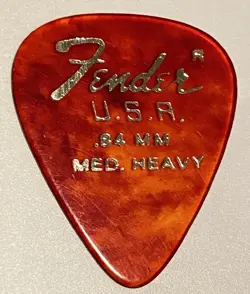 Fender R
U.S.A.
.84 MM
MED. HEAVY